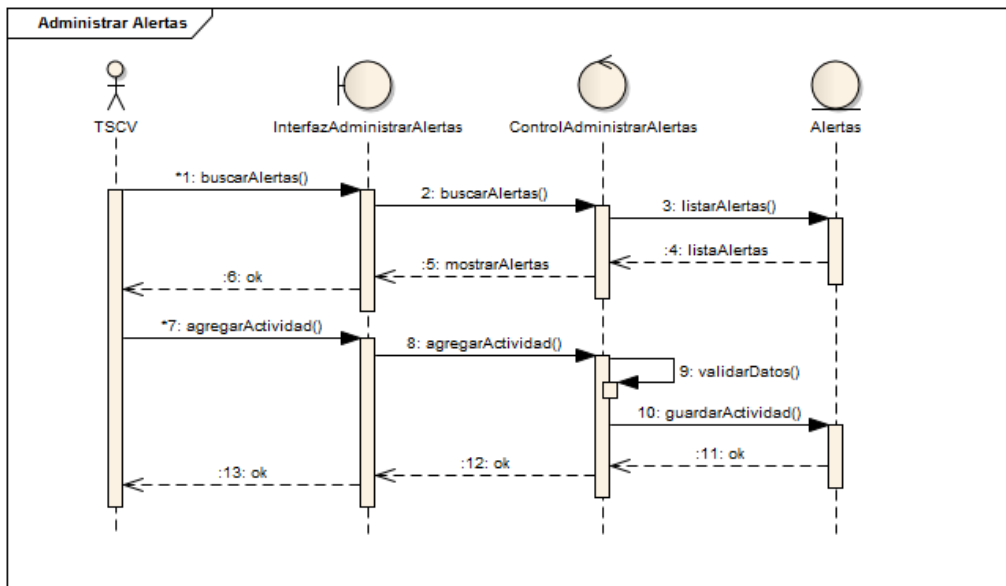 Administrar Alertas
TSCV
InterfazAdministrarAlertas
ControlAdministrarAlertas
Alertas
*1: buscarAlertas()
2: buscarAlertas()
3: listarAlertas()
:4: listaAlertas
:5: mostrarAlertas
:6: ok
*7: agregarActividad()
8: agregarActividad()
9: validarDatos()
10: guardarActividad()
:11: ok
:12: ok
:13: ok